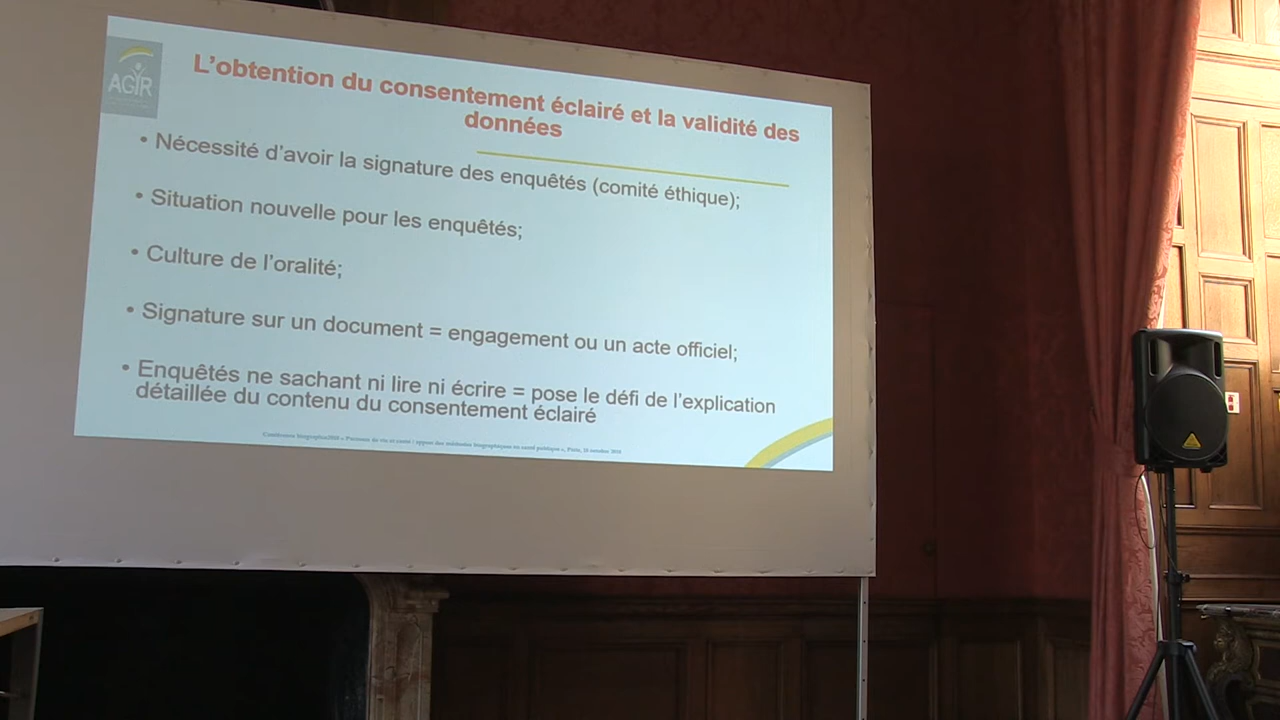 AGIR
L'obtention du consentement éclairé et la validité des
données
• Nécessité d'avoir la signature des enquêtés (comité éthique);
• Situation nouvelle pour les enquêtés;
• Culture de l'oralité;
• Signature sur un document = engagement ou un acte officiel;
• Enquêtés ne sachant ni lire ni écrire = pose le défi de l'explication
détaillée du contenu du consentement éclairé